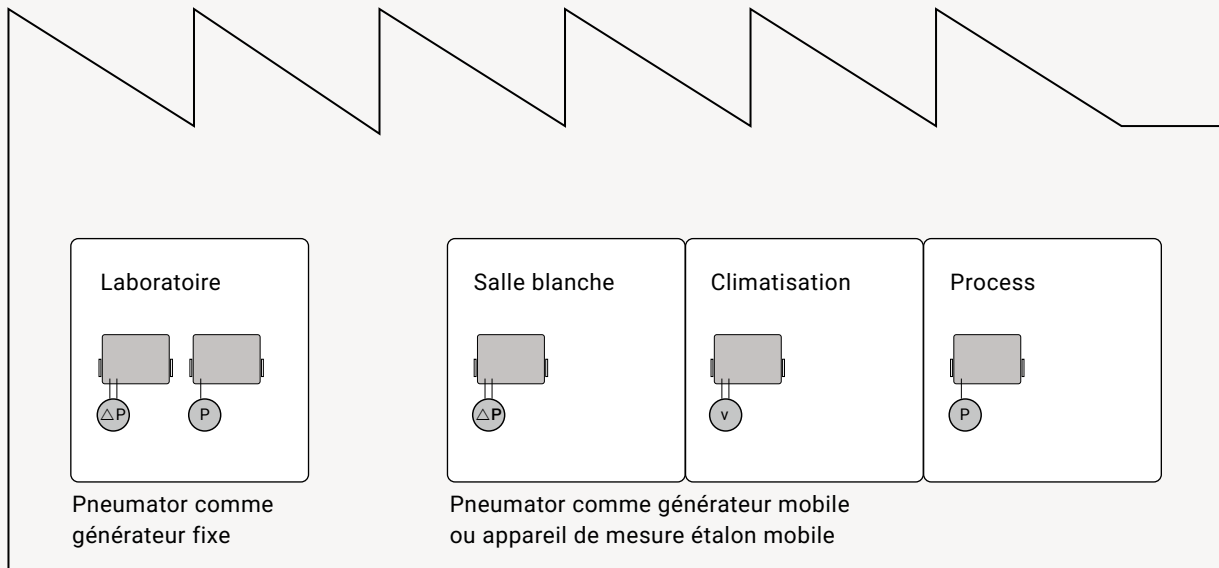 Laboratoire
△P
P
Pneumator comme
générateur fixe
Salle blanche
△P
Climatisation
v
Process
P
Pneumator comme générateur mobile
ou appareil de mesure étalon mobile